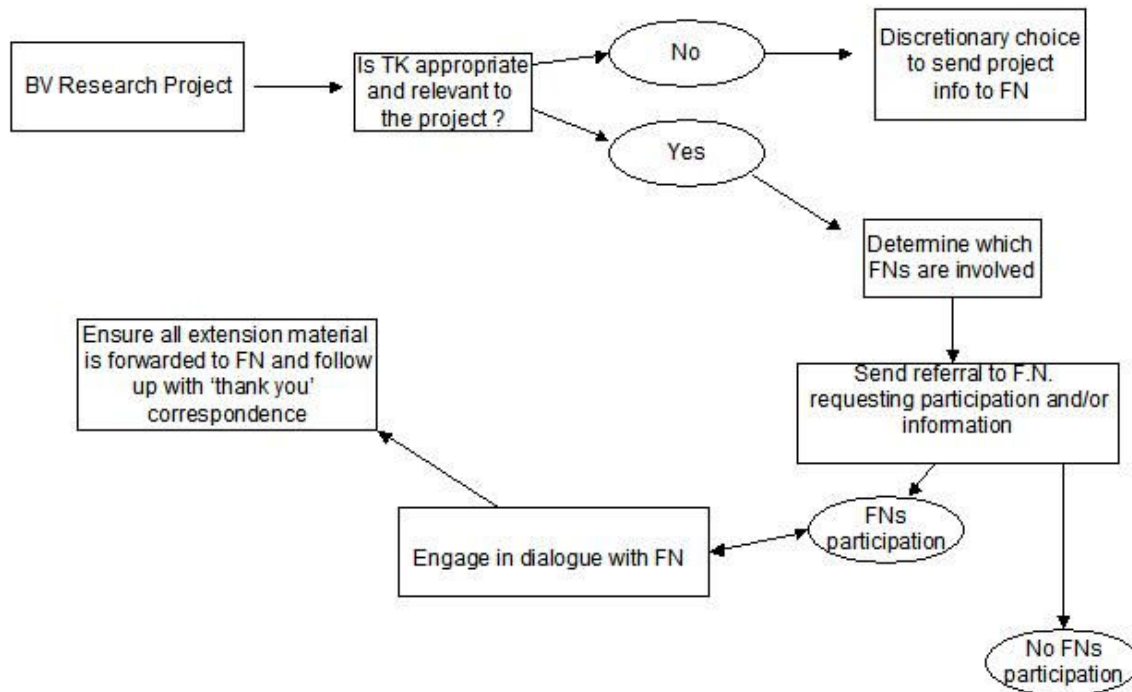 BV Research Project
Is TK appropriate
and relevant to
the project ?
No
Discretionary choice
to send project
info to FN
Yes
Determine which
FNs are involved
Send referral to F.N.
requesting participation and/or
information
FNs
participation
No FNs
participation
Engage in dialogue with FN
Ensure all extension material
is forwarded to FN and follow
up with ‘thank you’
correspondence